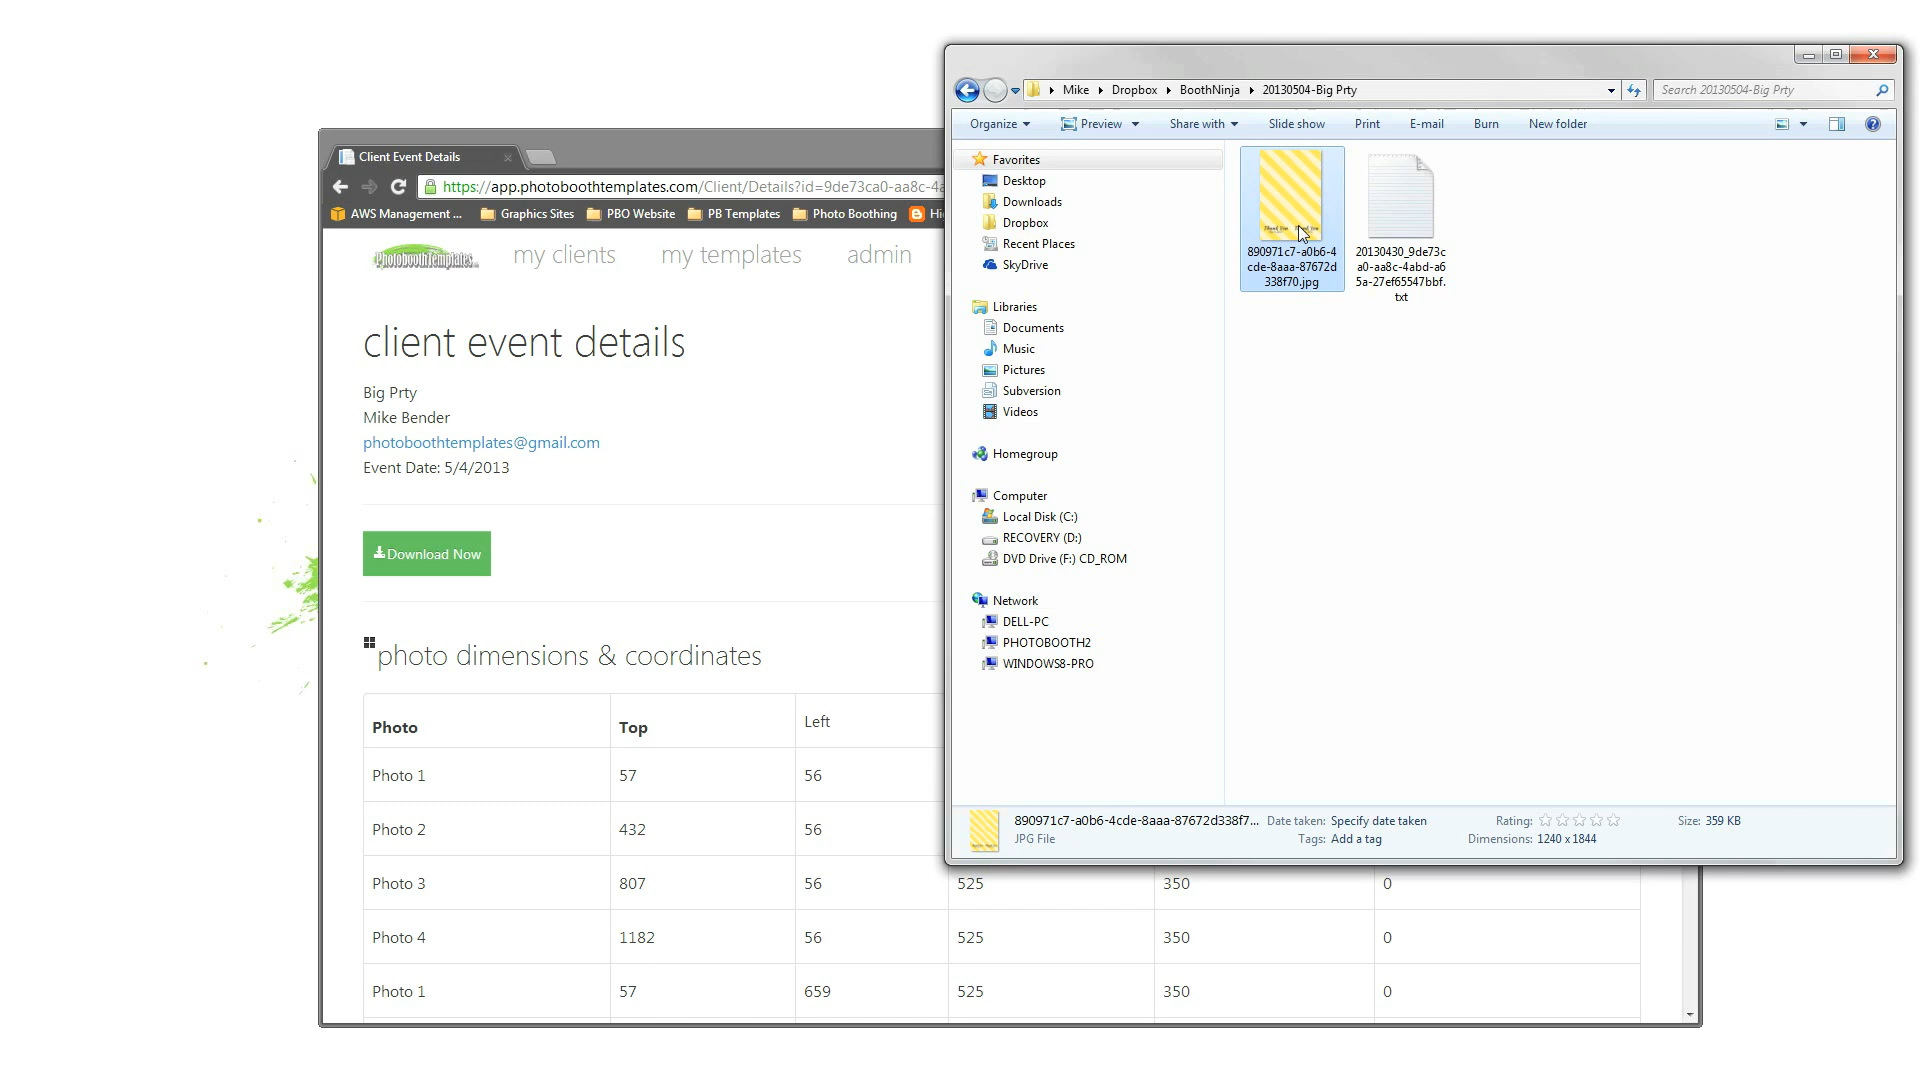 Mike Dropbox BoothNinja 20130504-Big Prty
Search 20130504-Big Prty
Organize Preview Share with Slide show Print E-mail Burn New folder
Favorites
Desktop
Downloads
Dropbox
Recent Places
SkyDrive
Libraries
Documents
Music
Pictures
Subversion
Videos
Homegroup
Computer
Local Disk (C:)
RECOVERY (D:)
DVD Drive (F:) CD_ROM
Network
DELL-PC
PHOTOBOOTH2
WINDOWS8-PRO
890971c7-a0b6-4
cde-8aaa-87672d
338f70.jpg
20130430_9de73c
a0-aa8c-4abd-a6
5a-27ef65547bbf.
txt
890971c7-a0b6-4cde-8aaa-87672d338f7... Date taken: Specify date taken Rating: Size: 359 KB
JPG File Tags: Add a tag Dimensions: 1240 x 1844
Client Event Details
https://app.photoboothtemplates.com/Client/Details?id=9de73ca0-aa8c-4a
AWS Management ... Graphics Sites PBO Website PB Templates Photo Boothing Hi
PhotoboothTemplates my clients my templates admin
client event details
Big Prty
Mike Bender
photoboothtemplates@gmail.com
Event Date: 5/4/2013
Download Now
photo dimensions & coordinates
Photo Top Left
Photo 1 57 56
Photo 2 432 56
Photo 3 807 56 525 350 0
Photo 4 1182 56 525 350 0
Photo 1 57 659 525 350 0